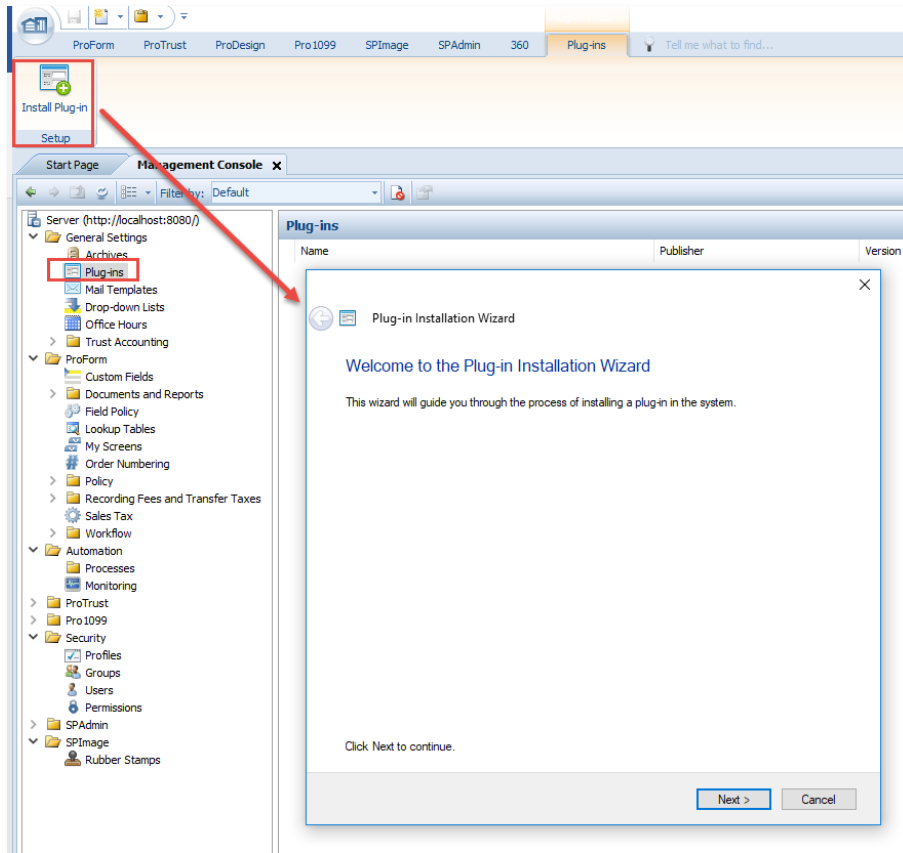 ProForm ProTrust ProDesign Pro1099 SPImage SPAdmin 360 Plug-ins Tell me what to find...
Install Plug-in
Setup
Start Page Management Console
Filter by: Default
Server (http://localhost:8080/)
General Settings
Archives
Plug-ins
Mail Templates
Drop-down Lists
Office Hours
Trust Accounting
ProForm
Custom Fields
Documents and Reports
Field Policy
Lookup Tables
My Screens
Order Numbering
Policy
Recording Fees and Transfer Taxes
Sales Tax
Workflow
Automation
Processes
Monitoring
ProTrust
Pro1099
Security
Profiles
Groups
Users
Permissions
SPAdmin
SPImage
Rubber Stamps
Plug-ins
Name Publisher Version
Plug-in Installation Wizard
Welcome to the Plug-in Installation Wizard
This wizard will guide you through the process of installing a plug-in in the system.
Click Next to continue.
Next > Cancel